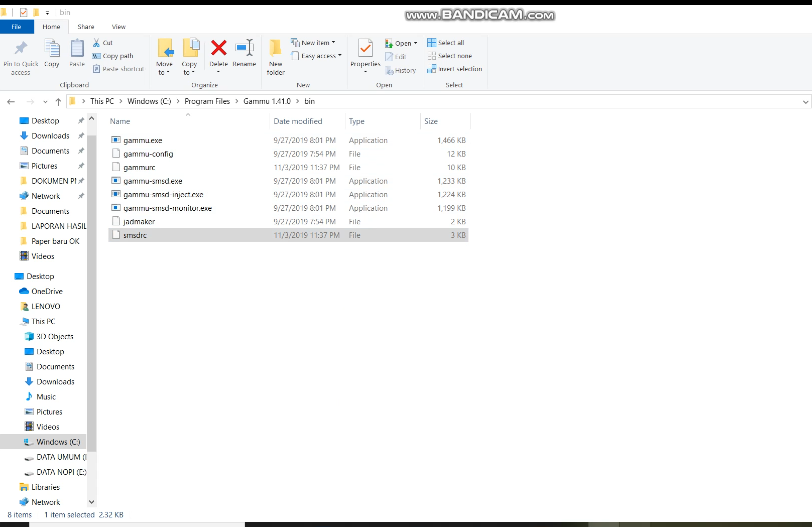 bin
www.BANDICAM.com
File Home Share View
Pin to Quick access
Copy
Paste
Cut
Copy path
Paste shortcut
Clipboard
Move to
Copy to
Delete
Rename
Organize
New folder
New item
Easy access
New
Properties
Open
Edit
History
Open
Select all
Select none
Invert selection
Select
This PC > Windows (C:) > Program Files > Gammu 1.41.0 > bin
Desktop
Downloads
Documents
Pictures
DOKUMEN P
Network
Documents
LAPORAN HASIL
Paper baru OK
Videos
Desktop
OneDrive
LENOVO
This PC
3D Objects
Desktop
Documents
Downloads
Music
Pictures
Videos
Windows (C:)
DATA UMUM (
DATA NOPI (E:)
Libraries
Network
Name Date modified Type Size
gammu.exe 9/27/2019 8:01 PM Application 1,466 KB
gammu-config 9/27/2019 7:54 PM File 12 KB
gammurc 11/3/2019 11:37 PM File 10 KB
gammu-smsd.exe 9/27/2019 8:01 PM Application 1,233 KB
gammu-smsd-inject.exe 9/27/2019 8:01 PM Application 1,224 KB
gammu-smsd-monitor.exe 9/27/2019 8:01 PM Application 1,199 KB
jadmaker 9/27/2019 7:54 PM File 2 KB
smsdrc 11/3/2019 11:37 PM File 3 KB
8 items 1 item selected 2.32 KB